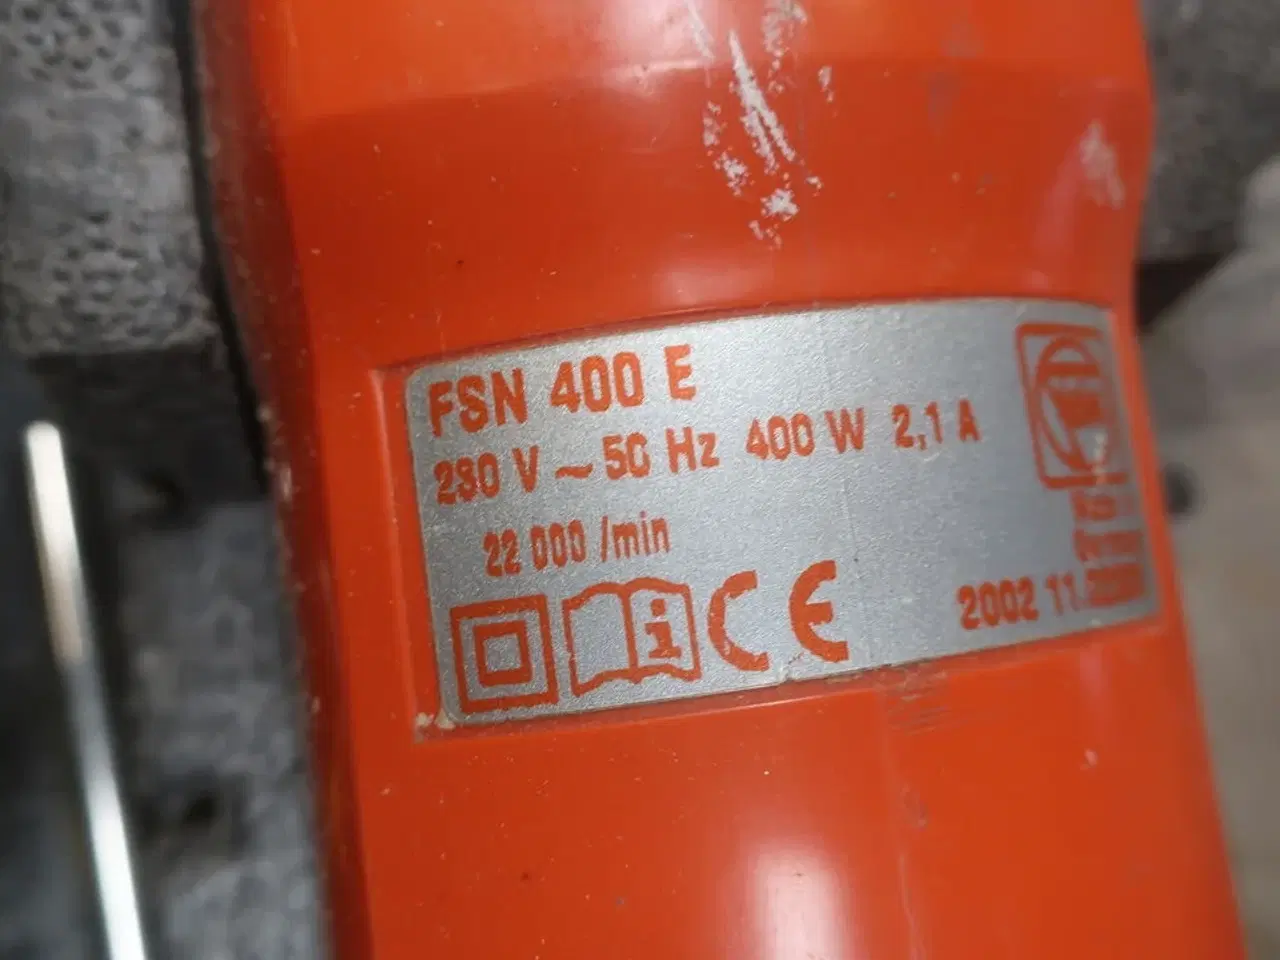 FSN 400 E
230 V ~ 50 Hz 400 W 2,1 A
22 000 /min
i CE
2002 11